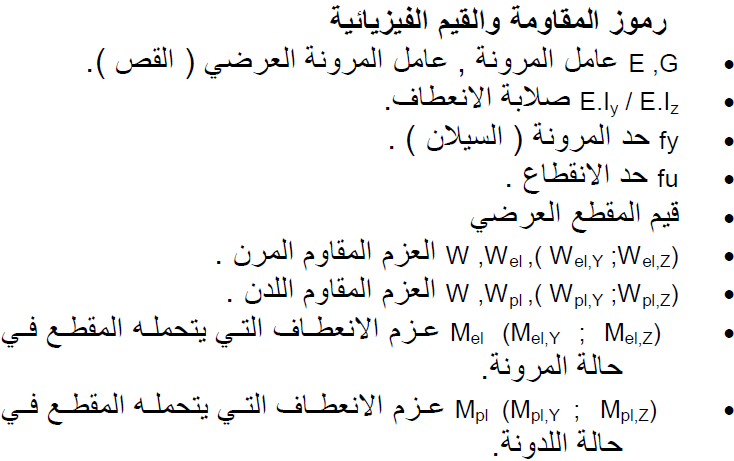 رموز المقاومة والقيم الفيزيائية
• E ,G عامل المرونة , عامل المرونة العرضي ( القص ).
• E.Iy / E.Iz صلابة الانعطاف.
• fy حد المرونة ( السيلان ) .
• fu حد الانقطاع .
• قيم المقطع العرضي
• W ,Wel ,( Wel,Y ;Wel,Z) العزم المقاوم المرن .
• W ,Wpl ,( Wpl,Y ;Wpl,Z) العزم المقاوم اللدن .
• Mel (Mel,Y ; Mel,Z) عزم الانعطاف التي يتحمله المقطع في
حالة المرونة.
• Mpl (Mpl,Y ; Mpl,Z) عزم الانعطاف التي يتحمله المقطع في
حالة اللدونة.